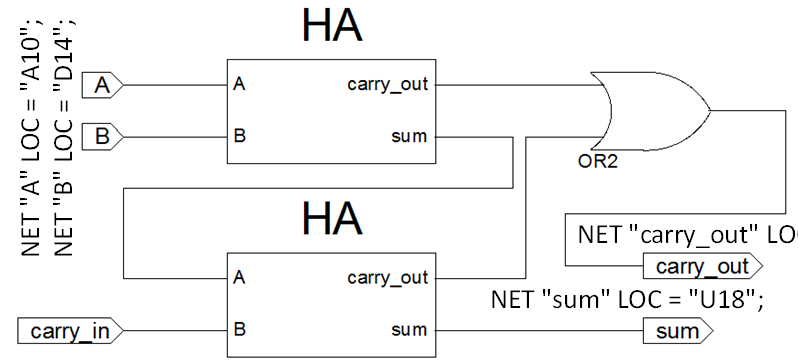 HA
NET "A" LOC = "A10";
NET "B" LOC = "D14";
A
B
A
B
carry_out
sum
OR2
HA
NET "carry_out"
carry_out
A
B
carry_out
sum
carry_in
NET "sum" LOC = "U18";
sum